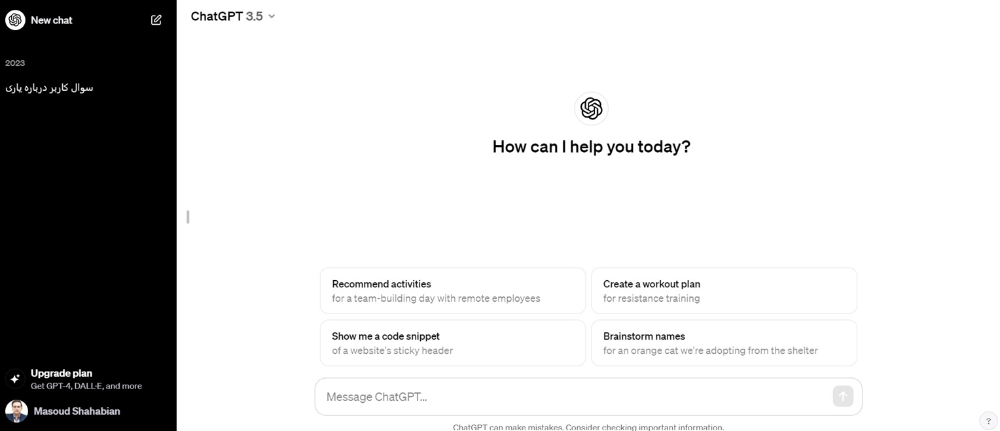 New chat
2023
سوال کاربر درباره یاری
Upgrade plan
Get GPT-4, DALL·E, and more
Masoud Shahabian
ChatGPT 3.5
How can I help you today?
Recommend activities
for a team-building day with remote employees
Create a workout plan
for resistance training
Show me a code snippet
of a website's sticky header
Brainstorm names
for an orange cat we're adopting from the shelter
Message ChatGPT...
ChatGPT can make mistakes. Consider checking important information.
?